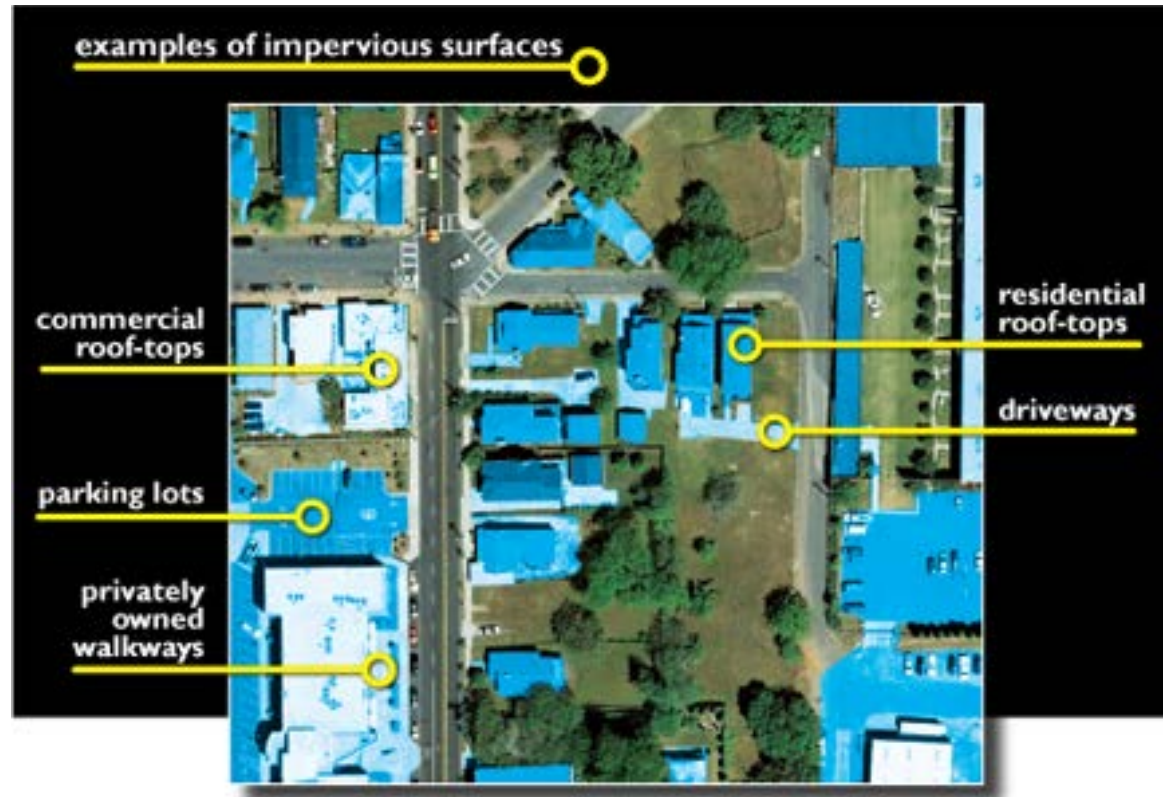 examples of impervious surfaces
commercial
roof-tops
parking lots
privately
owned
walkways
residential
roof-tops
driveways